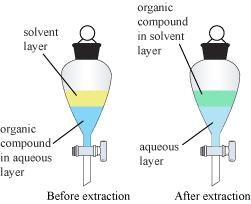 solvent
layer
organic
compound
in aqueous
layer
Before extraction
organic
compound
in solvent
layer
aqueous
layer
After extraction